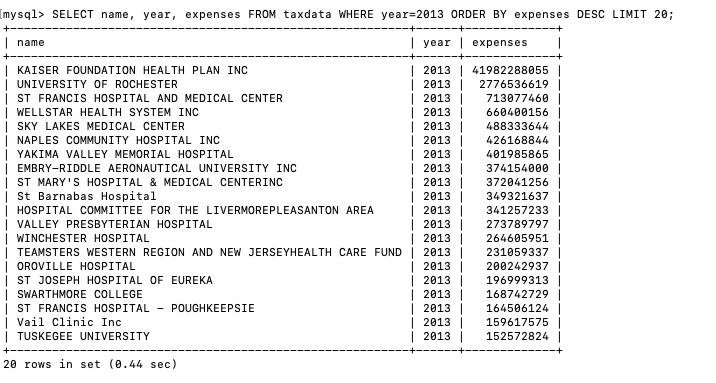 [mysql> SELECT name, year, expenses FROM taxdata WHERE year=2013 ORDER BY expenses DESC LIMIT 20;
| name | year | expenses |
| KAISER FOUNDATION HEALTH PLAN INC | 2013 | 41982288055 |
| UNIVERSITY OF ROCHESTER | 2013 | 2776536619 |
| ST FRANCIS HOSPITAL AND MEDICAL CENTER | 2013 | 713077460 |
| WELLSTAR HEALTH SYSTEM INC | 2013 | 660400156 |
| SKY LAKES MEDICAL CENTER | 2013 | 488333644 |
| NAPLES COMMUNITY HOSPITAL INC | 2013 | 426168844 |
| YAKIMA VALLEY MEMORIAL HOSPITAL | 2013 | 401985865 |
| EMBRY-RIDDLE AERONAUTICAL UNIVERSITY INC | 2013 | 374154000 |
| ST MARY'S HOSPITAL & MEDICAL CENTERINC | 2013 | 372041256 |
| St Barnabas Hospital | 2013 | 349321637 |
| HOSPITAL COMMITTEE FOR THE LIVERMOREPLEASANTON AREA | 2013 | 341257233 |
| VALLEY PRESBYTERIAN HOSPITAL | 2013 | 273789797 |
| WINCHESTER HOSPITAL | 2013 | 264605951 |
| TEAMSTERS WESTERN REGION AND NEW JERSEYHEALTH CARE FUND | 2013 | 231059337 |
| OROVILLE HOSPITAL | 2013 | 200242937 |
| ST JOSEPH HOSPITAL OF EUREKA | 2013 | 196999313 |
| SWARTHMORE COLLEGE | 2013 | 168742729 |
| ST FRANCIS HOSPITAL - POUGHKEEPSIE | 2013 | 164506124 |
| Vail Clinic Inc | 2013 | 159617575 |
| TUSKEGEE UNIVERSITY | 2013 | 152572824 |
20 rows in set (0.44 sec)